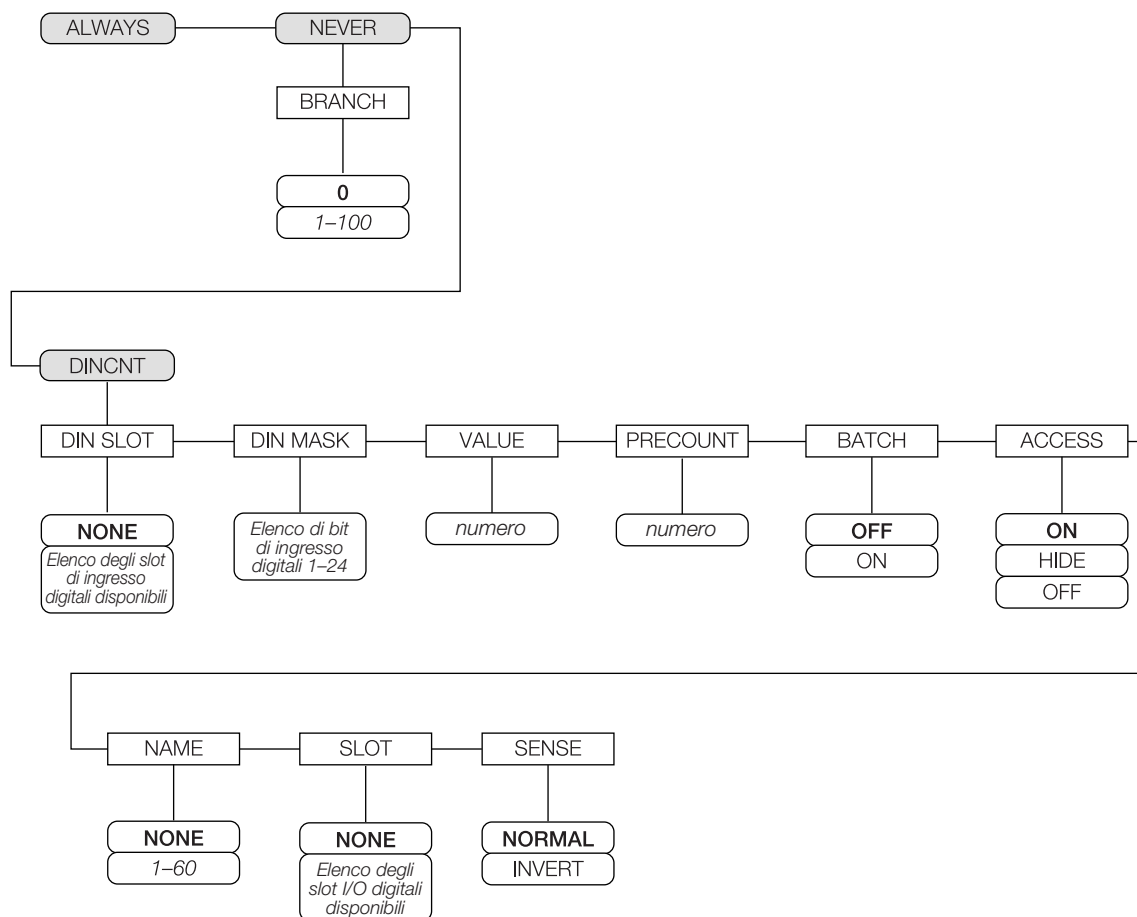 ALWAYS
NEVER
BRANCH
0
1–100
DINCNT
DIN SLOT
DIN MASK
VALUE
PRECOUNT
BATCH
ACCESS
NONE
Elenco degli slot
di ingresso
digitali disponibili
Elenco di bit
di ingresso
digitali 1–24
numero
numero
OFF
ON
ON
HIDE
OFF
NAME
SLOT
SENSE
NONE
1–60
NONE
Elenco degli
slot I/O digitali
disponibili
NORMAL
INVERT